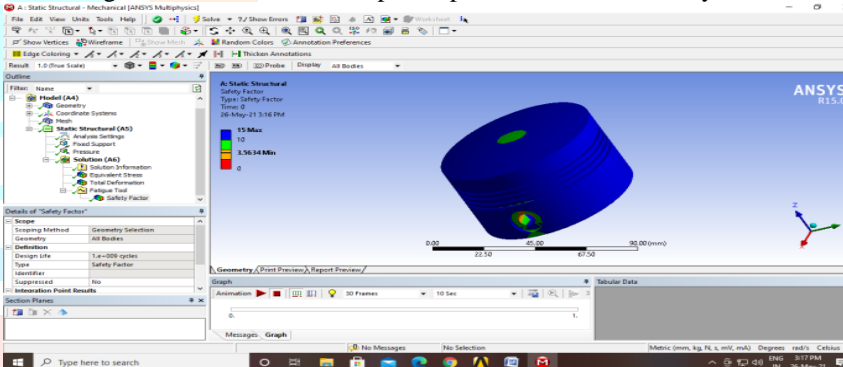 A : Static Structural - Mechanical [ANSYS Multiphysics]
File Edit View Units Tools Help Solve ?/ Show Errors Worksheet
Show Vertices Wireframe Show Mesh Random Colors Annotation Preferences
Edge Coloring Thicken Annotations
Result 1.0 (True Scale) Probe Display All Bodies
Outline
Filter: Name
Model (A4)
Geometry
Coordinate Systems
Mesh
Static Structural (A5)
Analysis Settings
Fixed Support
Pressure
Solution (A6)
Solution Information
Equivalent Stress
Total Deformation
Fatigue Tool
Safety Factor
Details of "Safety Factor"
Scope
Scoping Method Geometry Selection
Geometry All Bodies
Definition
Design Life 1.e+009 cycles
Type Safety Factor
Identifier
Suppressed No
Integration Point Results
Section Planes
A: Static Structural
Safety Factor
Type: Safety Factor
Time: 0
26-May-21 3:16 PM
15 Max
10
3.5634 Min
0
ANSYS
R15.0
Z
0.00 45.00 90.00 (mm)
22.50 67.50
Geometry Print Preview Report Preview
Graph
Animation 30 Frames 10 Sec
0. 1.
Messages Graph
Tabular Data
0 No Messages No Selection Metric (mm, kg, N, s, mV, mA) Degrees rad/s Celsius
Type here to search
ENG 3:17 PM
IN 26-May-21